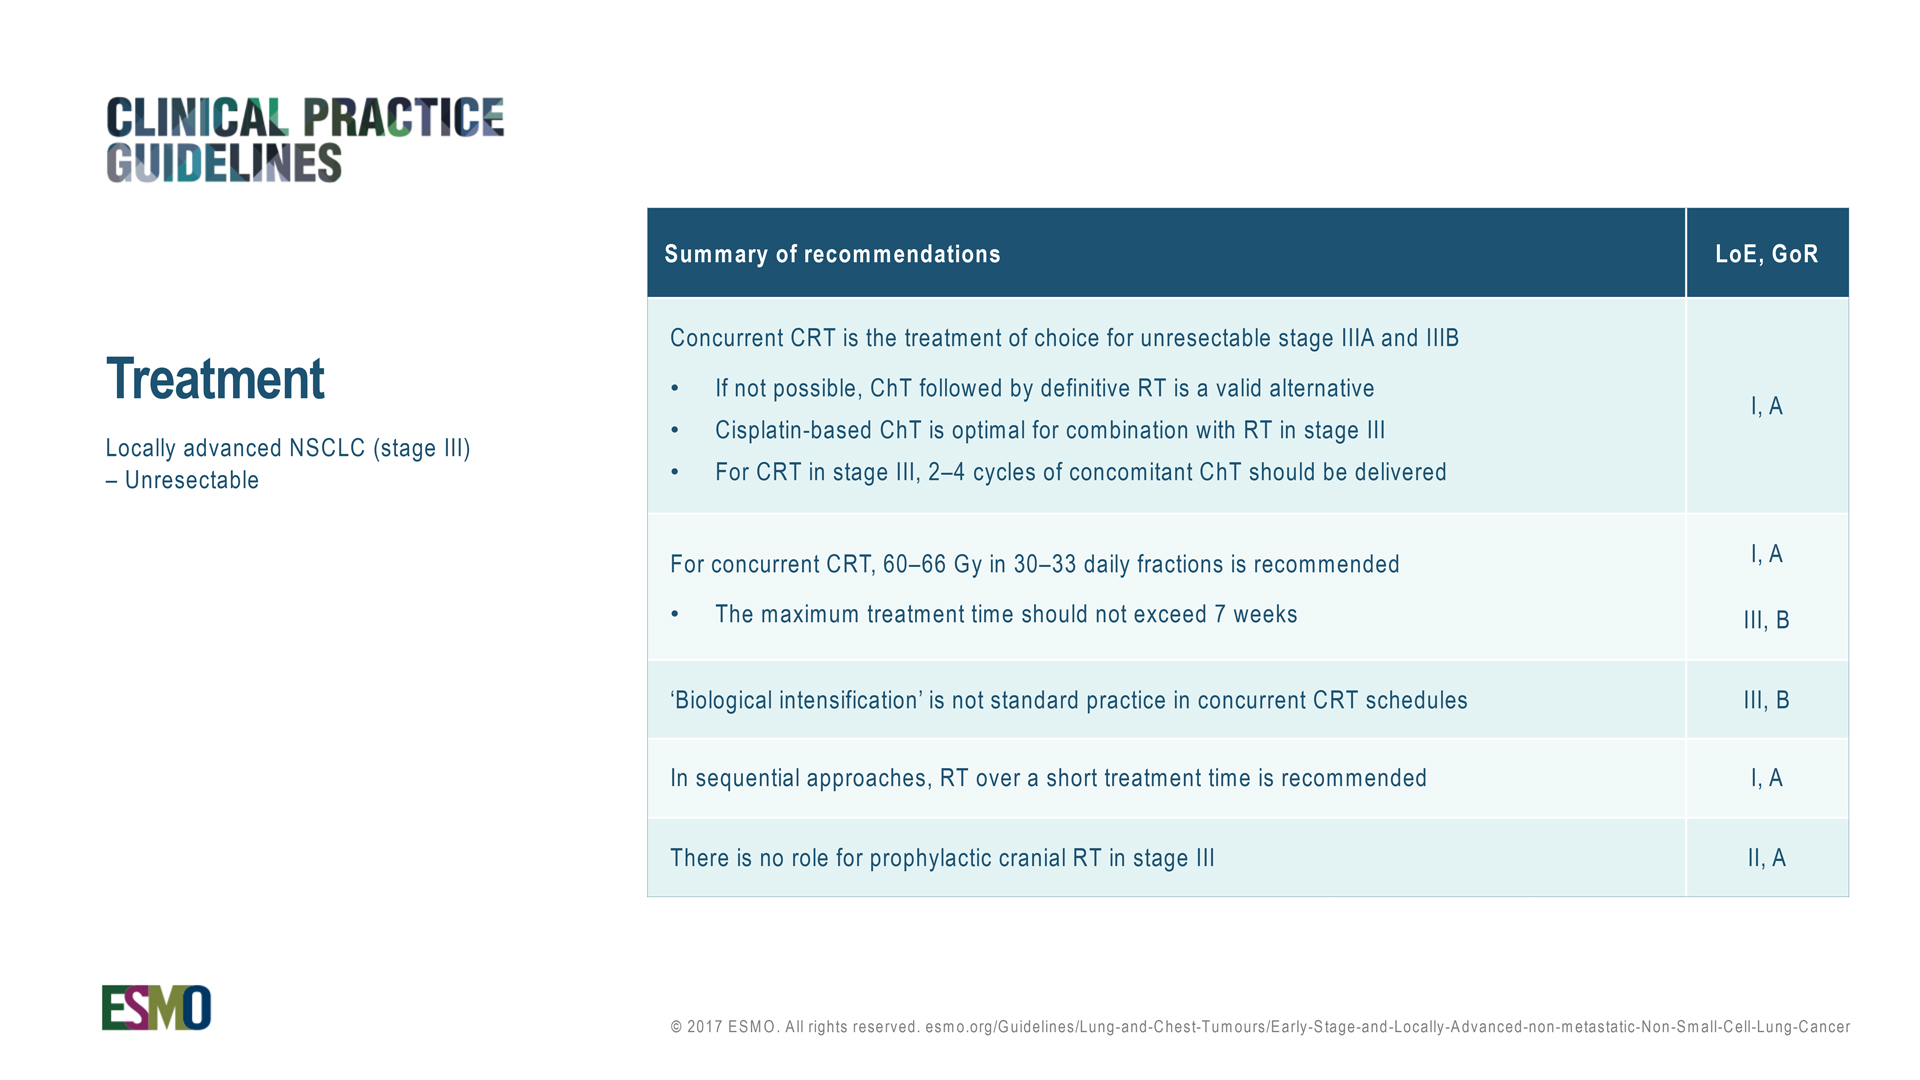 CLINICAL PRACTICE
GUIDELINES
Treatment
Locally advanced NSCLC (stage III)
– Unresectable
Summary of recommendations
LoE, GoR
Concurrent CRT is the treatment of choice for unresectable stage IIIA and IIIB
• If not possible, ChT followed by definitive RT is a valid alternative
• Cisplatin-based ChT is optimal for combination with RT in stage III
• For CRT in stage III, 2–4 cycles of concomitant ChT should be delivered
I, A
For concurrent CRT, 60–66 Gy in 30–33 daily fractions is recommended
I, A
• The maximum treatment time should not exceed 7 weeks
III, B
‘Biological intensification’ is not standard practice in concurrent CRT schedules
III, B
In sequential approaches, RT over a short treatment time is recommended
I, A
There is no role for prophylactic cranial RT in stage III
II, A
ESMO
© 2017 ESMO. All rights reserved. esmo.org/Guidelines/Lung-and-Chest-Tumours/Early-Stage-and-Locally-Advanced-non-metastatic-Non-Small-Cell-Lung-Cancer